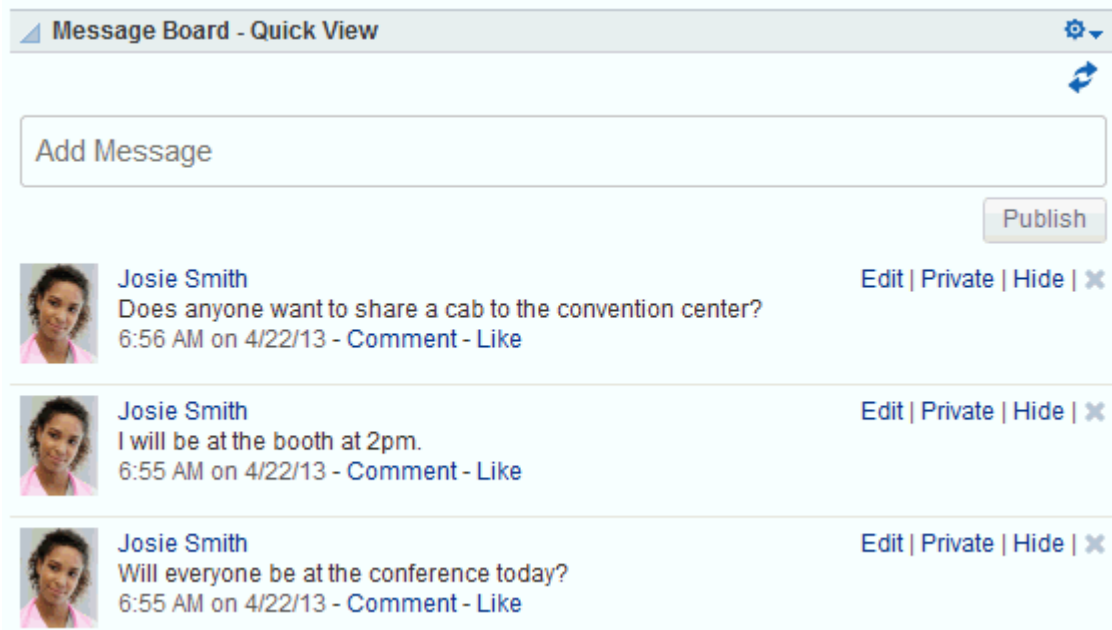 Message Board - Quick View
Add Message
Publish
Josie Smith Edit | Private | Hide |
Does anyone want to share a cab to the convention center?
6:56 AM on 4/22/13 - Comment - Like
Josie Smith Edit | Private | Hide |
I will be at the booth at 2pm.
6:55 AM on 4/22/13 - Comment - Like
Josie Smith Edit | Private | Hide |
Will everyone be at the conference today?
6:55 AM on 4/22/13 - Comment - Like